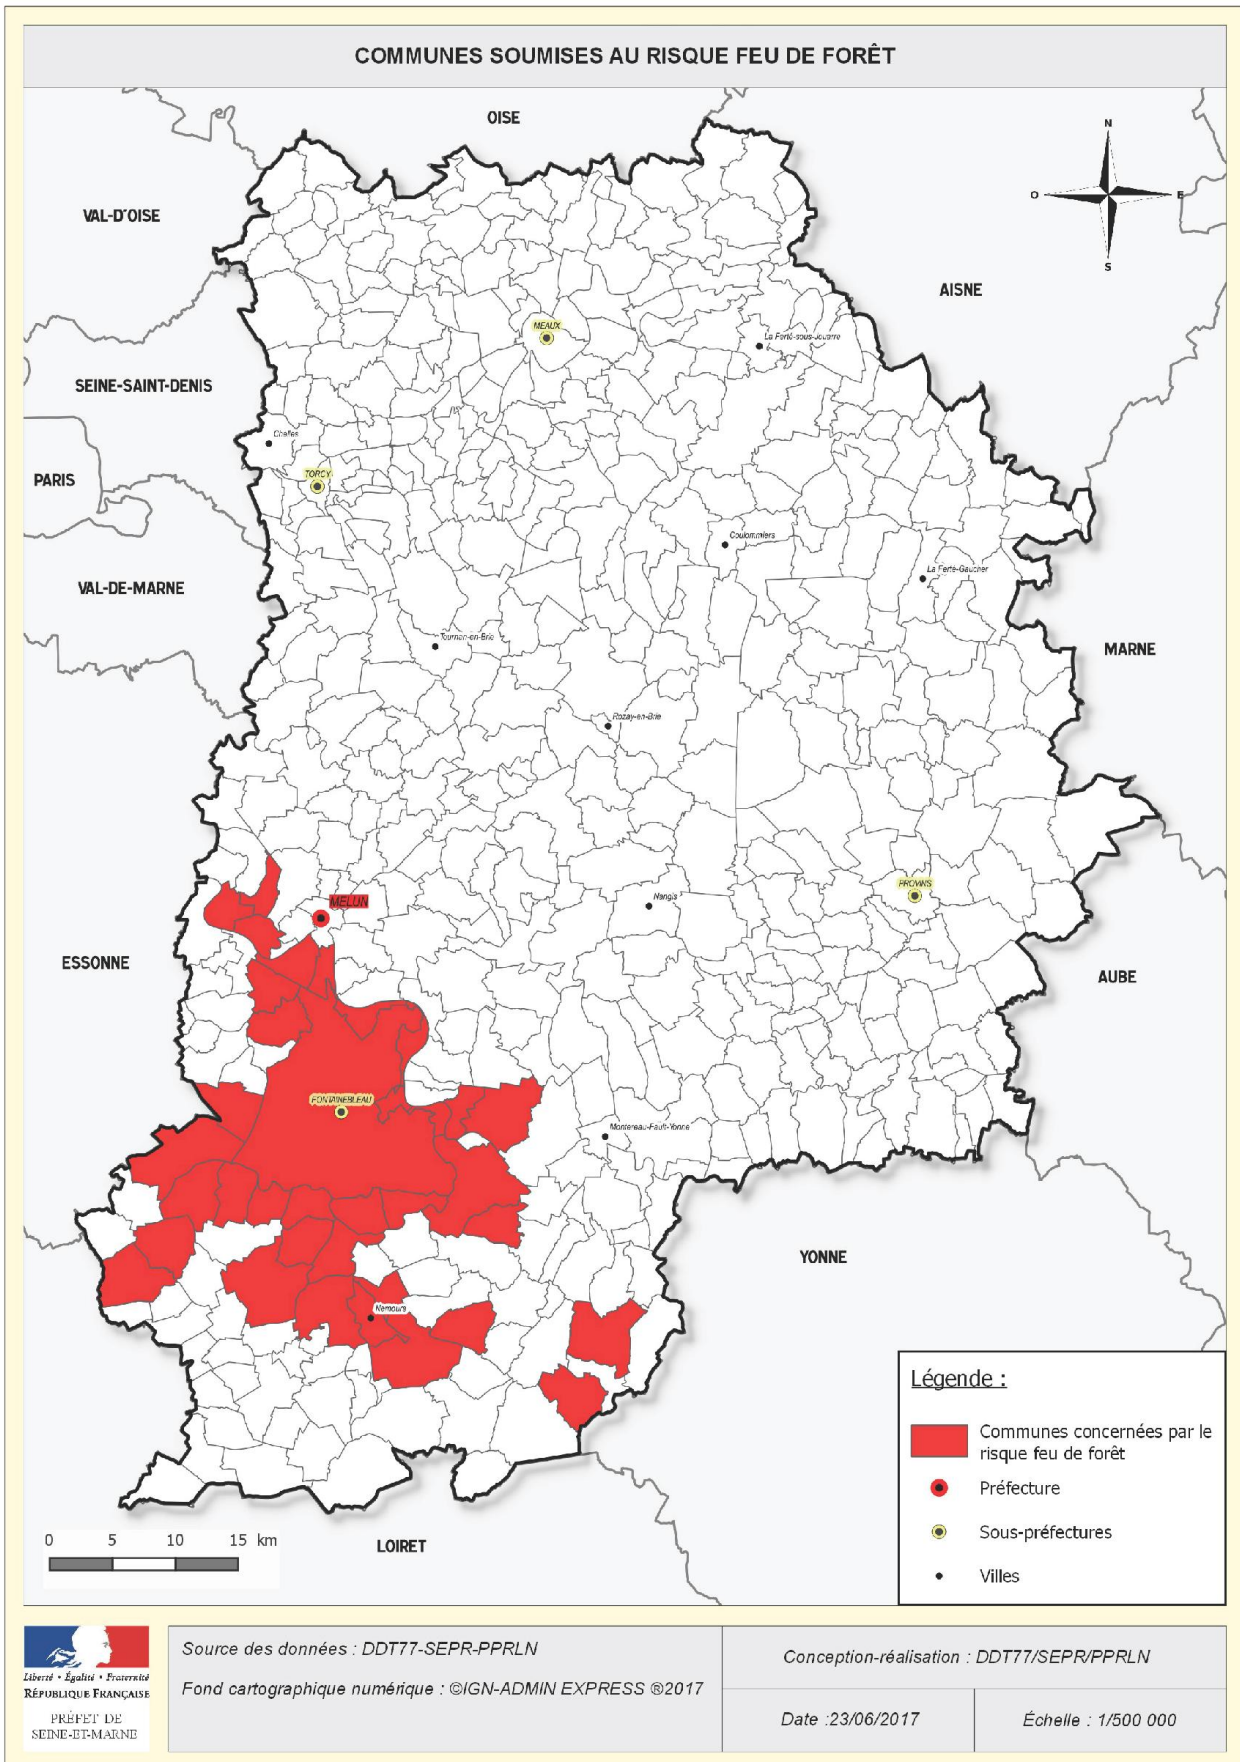 COMMUNES SOUMISES AU RISQUE FEU DE FORÊT
OISE
N
O
E
S
VAL-D'OISE
AISNE
MEAUX
La Ferté-sous-Jouarre
SEINE-SAINT-DENIS
Chelles
TORCY
PARIS
Coulommiers
La Ferté-Gaucher
VAL-DE-MARNE
Tournan-en-Brie
MARNE
Rozay-en-Brie
PROVINS
MELUN
Nangis
ESSONNE
AUBE
FONTAINEBLEAU
Montereau-Fault-Yonne
YONNE
Nemours
Légende :
Communes concernées par le
risque feu de forêt
Préfecture
Sous-préfectures
Villes
0 5 10 15 km
LOIRET
Liberté • Égalité • Fraternité
RÉPUBLIQUE FRANÇAISE
PRÉFET DE
SEINE-ET-MARNE
Source des données : DDT77-SEPR-PPRLN
Fond cartographique numérique : ©IGN-ADMIN EXPRESS ®2017
Conception-réalisation : DDT77/SEPR/PPRLN
Date :23/06/2017
Échelle : 1/500 000